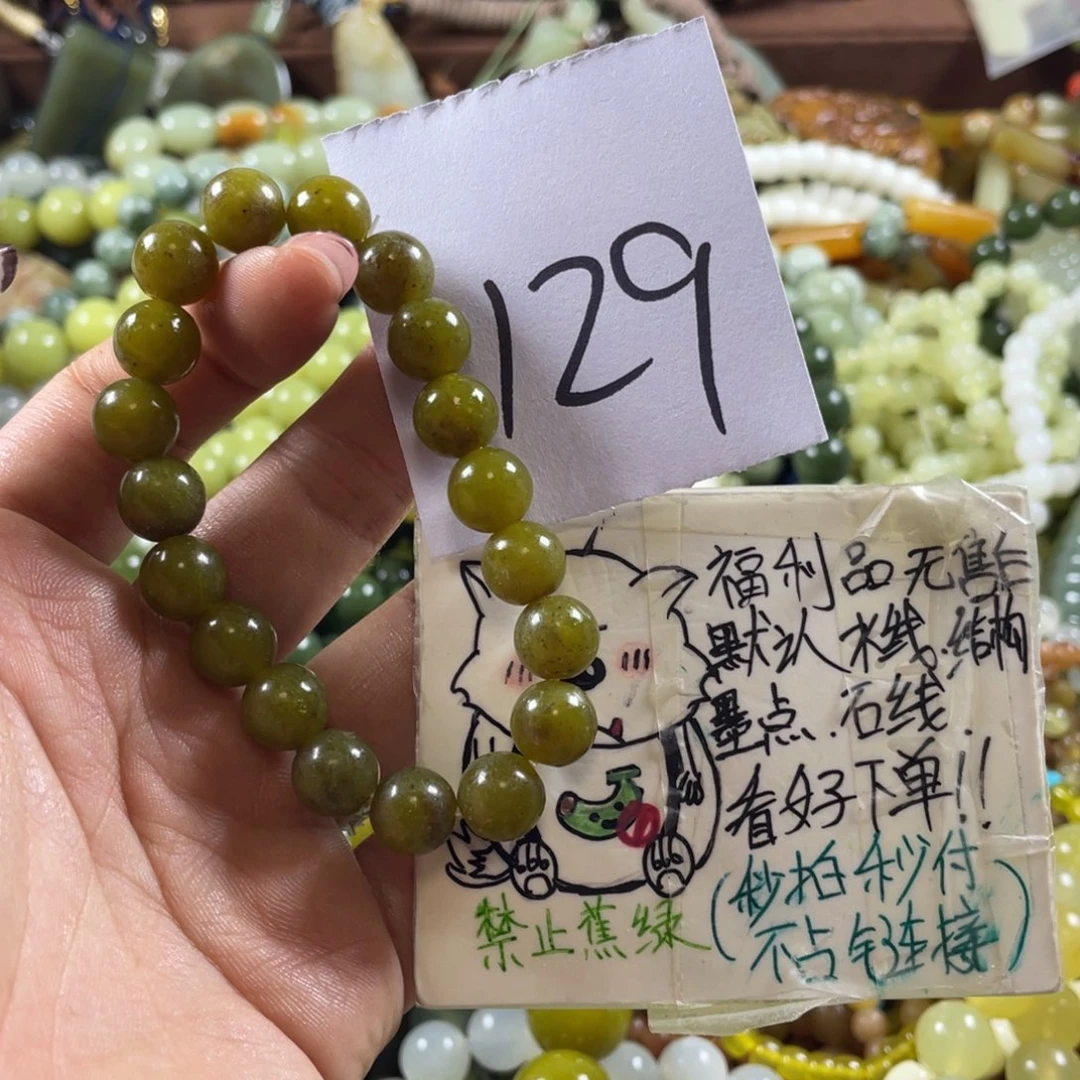 129
福利品无售后
默认水线.结构
墨点.石线.
看好下单!!
(秒拍秒付
不占链连接)
禁止蕉绿